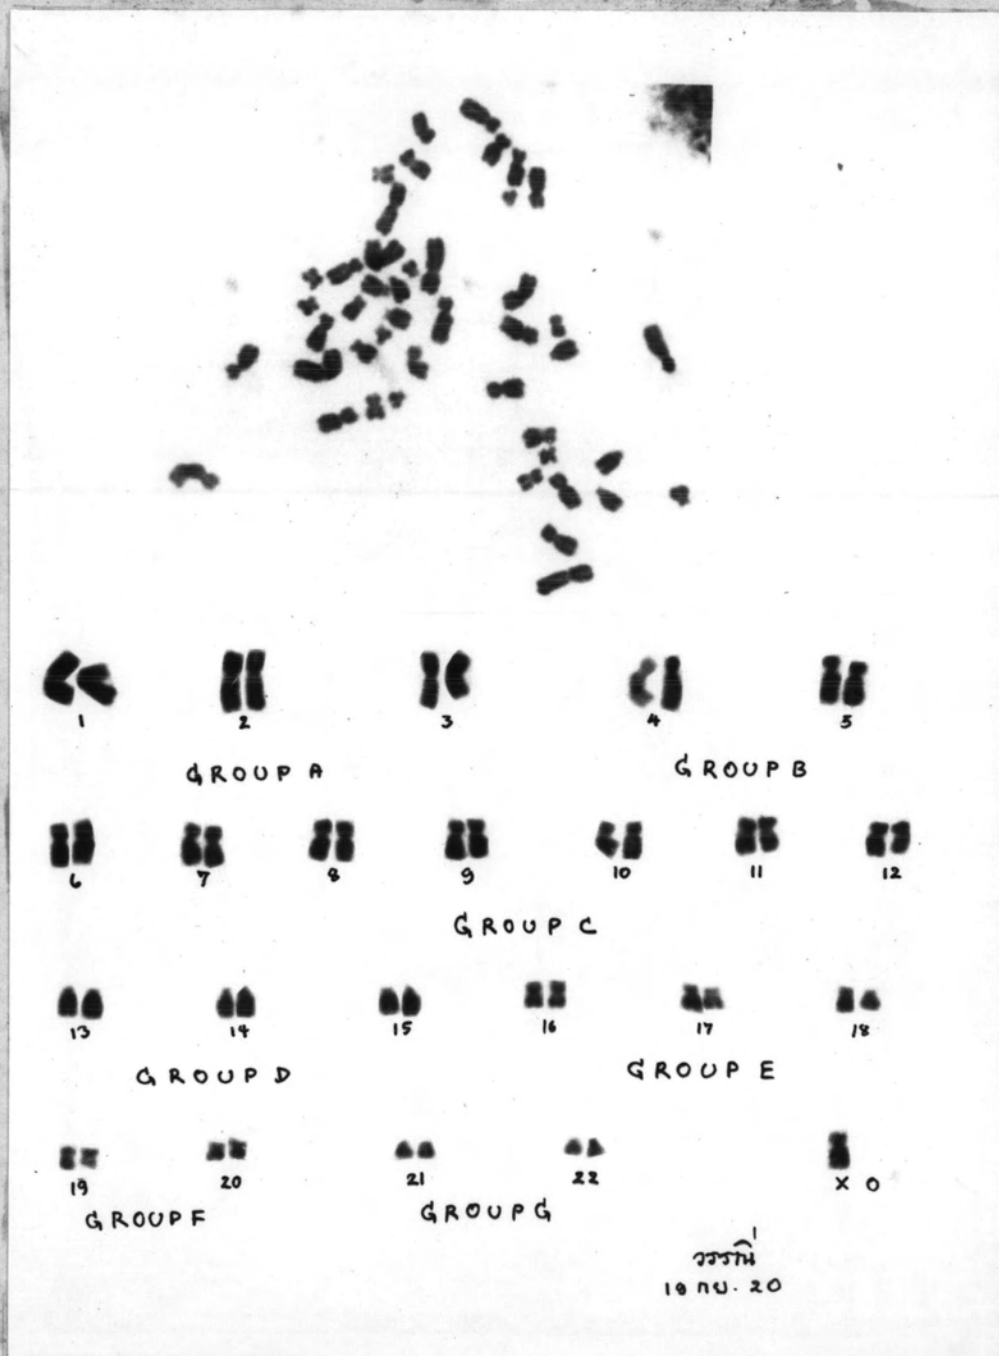 1 2 3 4 5
GROUP A GROUP B
6 7 8 9 10 11 12
GROUP C
13 14 15 16 17 18
GROUP D GROUP E
19 20 21 22 X O
GROUP F GROUP G
วรรณี่
19 กย. 20